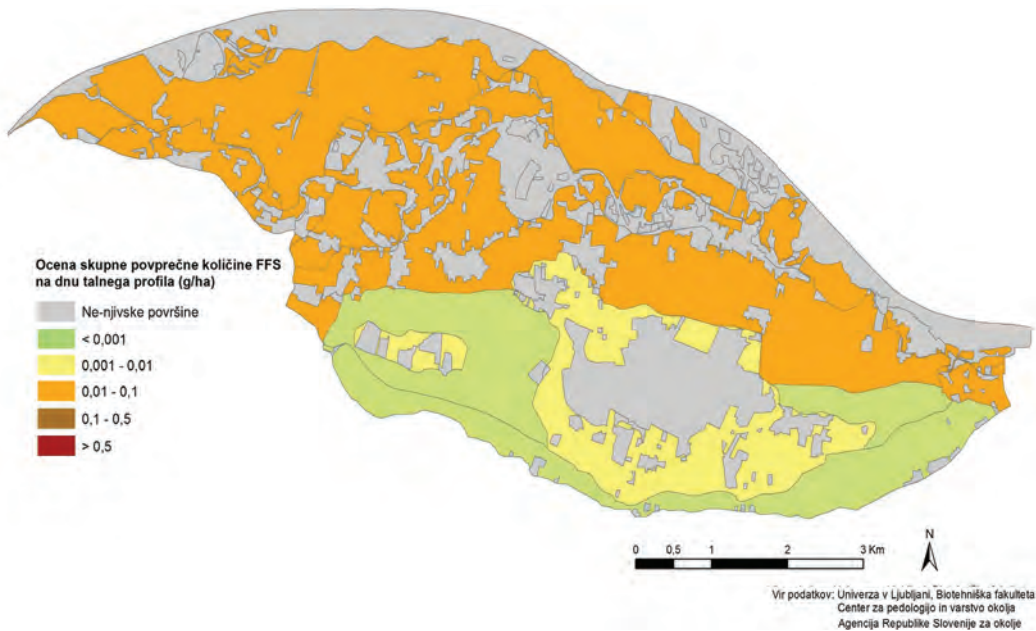 Ocena skupne povprečne količine FFS
na dnu talnega profila (g/ha)
Ne-njivske površine
< 0,001
0,001 - 0,01
0,01 - 0,1
0,1 - 0,5
> 0,5
N
0 0,5 1 2 3 Km
Vir podatkov: Univerza v Ljubljani, Biotehniška fakulteta
Center za pedologijo in varstvo okolja
Agencija Republike Slovenije za okolje